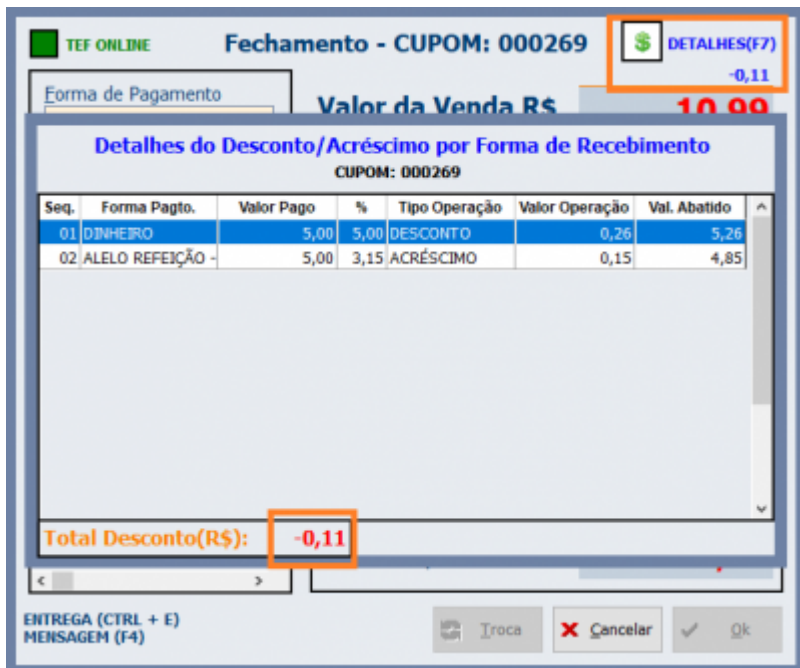 TEF ONLINE
Fechamento - CUPOM: 000269
$ DETALHES(F7)
-0,11
Forma de Pagamento
Valor da Venda R$
10,99
Detalhes do Desconto/Acréscimo por Forma de Recebimento
CUPOM: 000269
Seq. Forma Pagto. Valor Pago % Tipo Operação Valor Operação Val. Abatido
01 DINHEIRO 5,00 5,00 DESCONTO 0,26 5,26
02 ALELO REFEIÇÃO - 5,00 3,15 ACRÉSCIMO 0,15 4,85
Total Desconto(R$): -0,11
ENTREGA (CTRL + E)
MENSAGEM (F4)
Troca
Cancelar
Ok